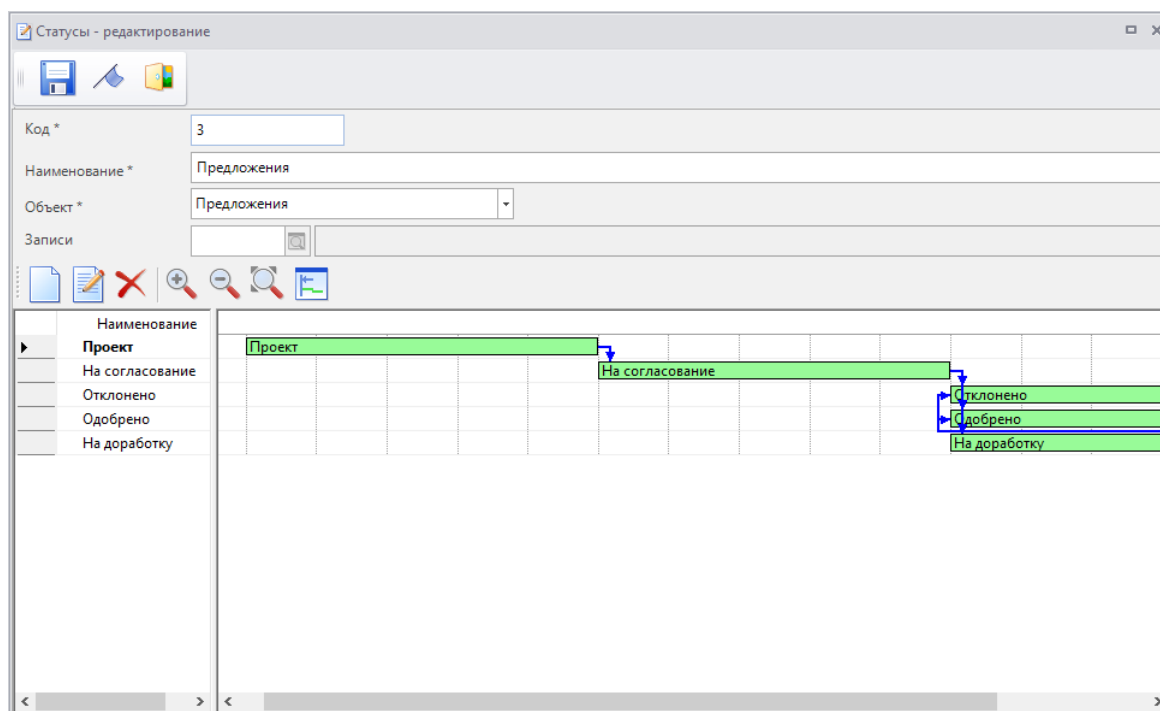 Статусы - редактирование
Код *
3
Наименование *
Предложения
Объект *
Предложения
Записи
Наименование
Проект
Проект
На согласование
На согласование
Отклонено
Отклонено
Одобрено
Одобрено
На доработку
На доработку